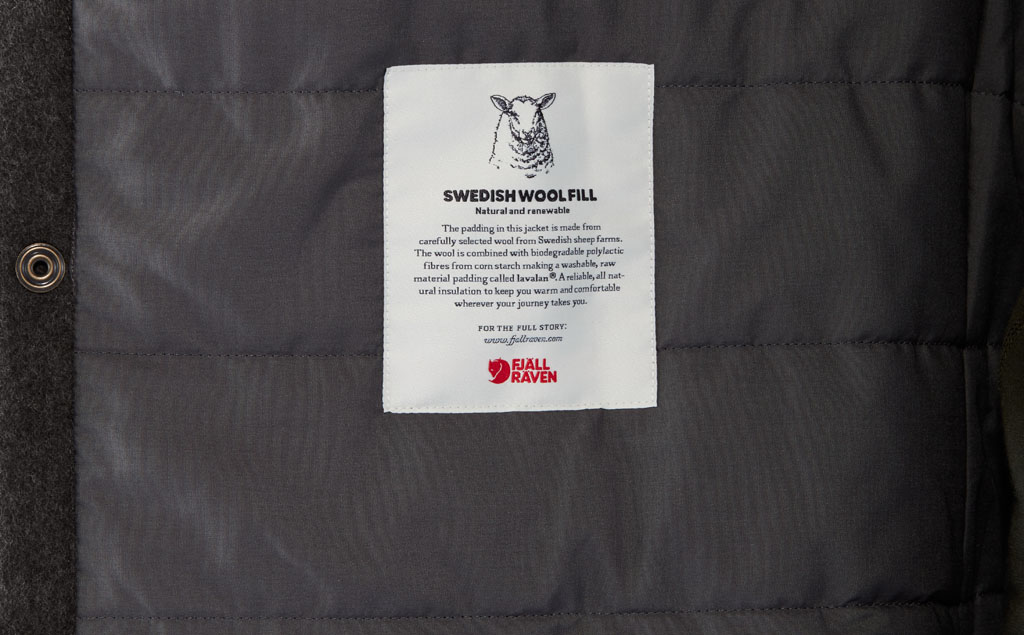 SWEDISH WOOL FILL
Natural and renewable
The padding in this jacket is made from
carefully selected wool from Swedish sheep farms.
The wool is combined with biodegradable polylactic
fibres from corn starch making a washable, raw
material padding called lavalan®. A reliable, all nat-
ural insulation to keep you warm and comfortable
wherever your journey takes you.
FOR THE FULL STORY:
www.fjallraven.com
FJÄLL
RÄVEN